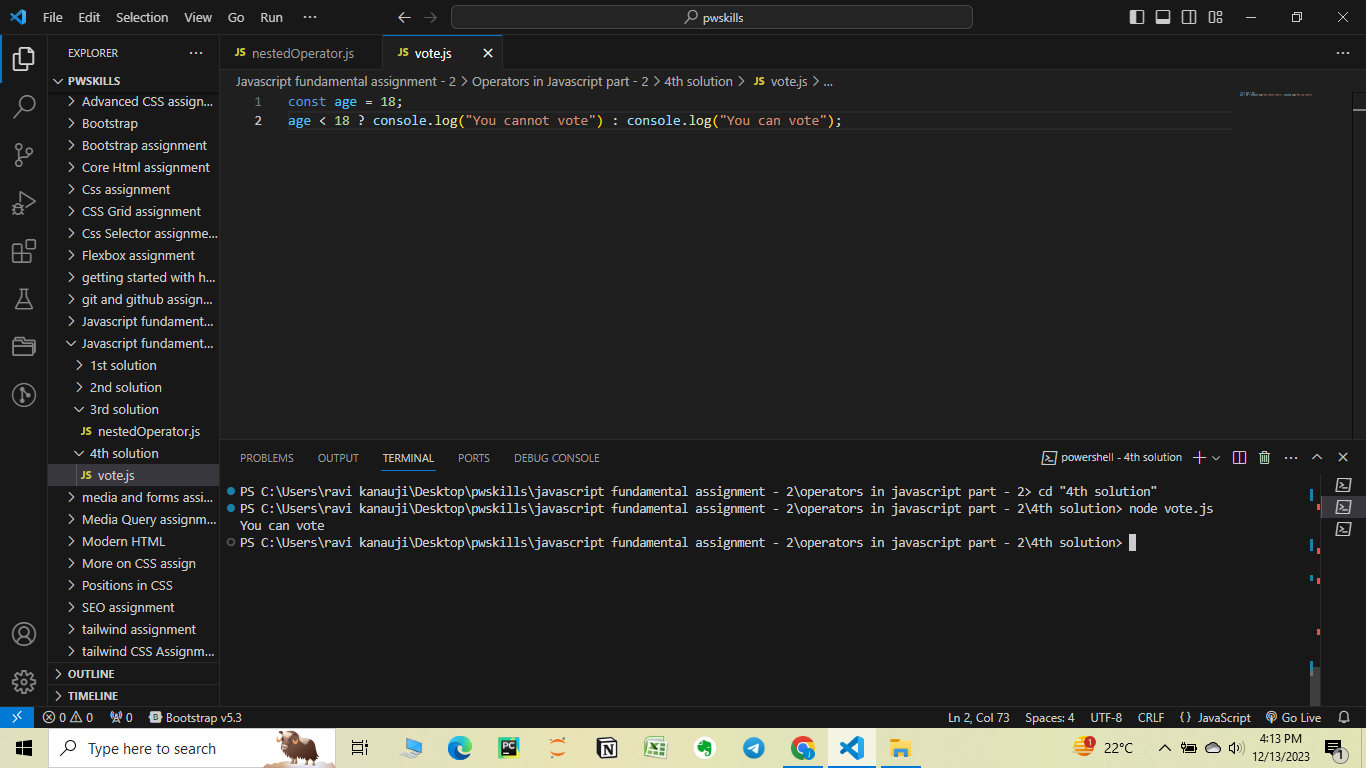 File Edit Selection View Go Run ··· pwskills
EXPLORER ···
PWSKILLS
Advanced CSS assign...
Bootstrap
Bootstrap assignment
Core Html assignment
Css assignment
CSS Grid assignment
Css Selector assignme...
Flexbox assignment
getting started with h...
git and github assign...
Javascript fundament...
Javascript fundament...
1st solution
2nd solution
3rd solution
JS nestedOperator.js
4th solution
JS vote.js
media and forms assi...
Media Query assignm...
Modern HTML
More on CSS assign
Positions in CSS
SEO assignment
tailwind assignment
tailwind CSS Assignm...
OUTLINE
TIMELINE
JS nestedOperator.js JS vote.js ···
Javascript fundamental assignment - 2 > Operators in Javascript part - 2 > 4th solution > JS vote.js > ...
1 const age = 18;
2 age < 18 ? console.log("You cannot vote") : console.log("You can vote");
PROBLEMS OUTPUT TERMINAL PORTS DEBUG CONSOLE powershell - 4th solution ···
PS C:\Users\ravi kanauji\Desktop\pwskills\javascript fundamental assignment - 2\operators in javascript part - 2> cd "4th solution"
PS C:\Users\ravi kanauji\Desktop\pwskills\javascript fundamental assignment - 2\operators in javascript part - 2\4th solution> node vote.js
You can vote
PS C:\Users\ravi kanauji\Desktop\pwskills\javascript fundamental assignment - 2\operators in javascript part - 2\4th solution>
0 0 0 B Bootstrap v5.3 Ln 2, Col 73 Spaces: 4 UTF-8 CRLF {} JavaScript Go Live
Type here to search PC 1 22°C 4:13 PM 1
12/13/2023